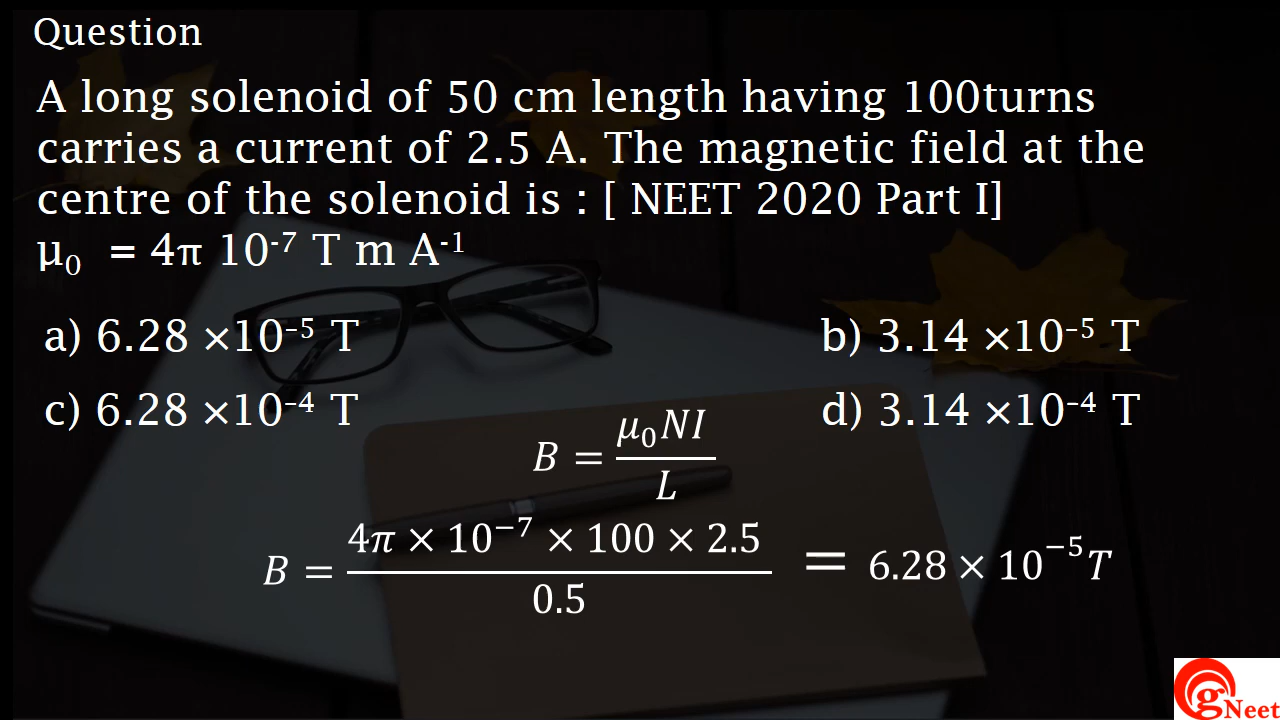 Question
A long solenoid of 50 cm length having 100turns
carries a current of 2.5 A. The magnetic field at the
centre of the solenoid is : [ NEET 2020 Part I]
μ₀ = 4π 10⁻⁷ T m A⁻¹
a) 6.28 ×10⁻⁵ T b) 3.14 ×10⁻⁵ T
c) 6.28 ×10⁻⁴ T d) 3.14 ×10⁻⁴ T
B = μ₀NI / L
B = 4π × 10⁻⁷ × 100 × 2.5 / 0.5 = 6.28 × 10⁻⁵T
gNeet